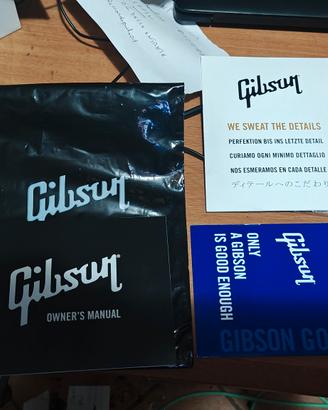 Gibson
WE SWEAT THE DETAILS
PERFEKTION BIS INS LETZTE DETAIL
CURIAMO OGNI MINIMO DETTAGLIO
NOS ESMERAMOS EN CADA DETALLE
ディテールへのこだわり
Gibson
Gibson
OWNER'S MANUAL
Gibson
ONLY
A GIBSON
IS GOOD ENOUGH
GIBSON GO